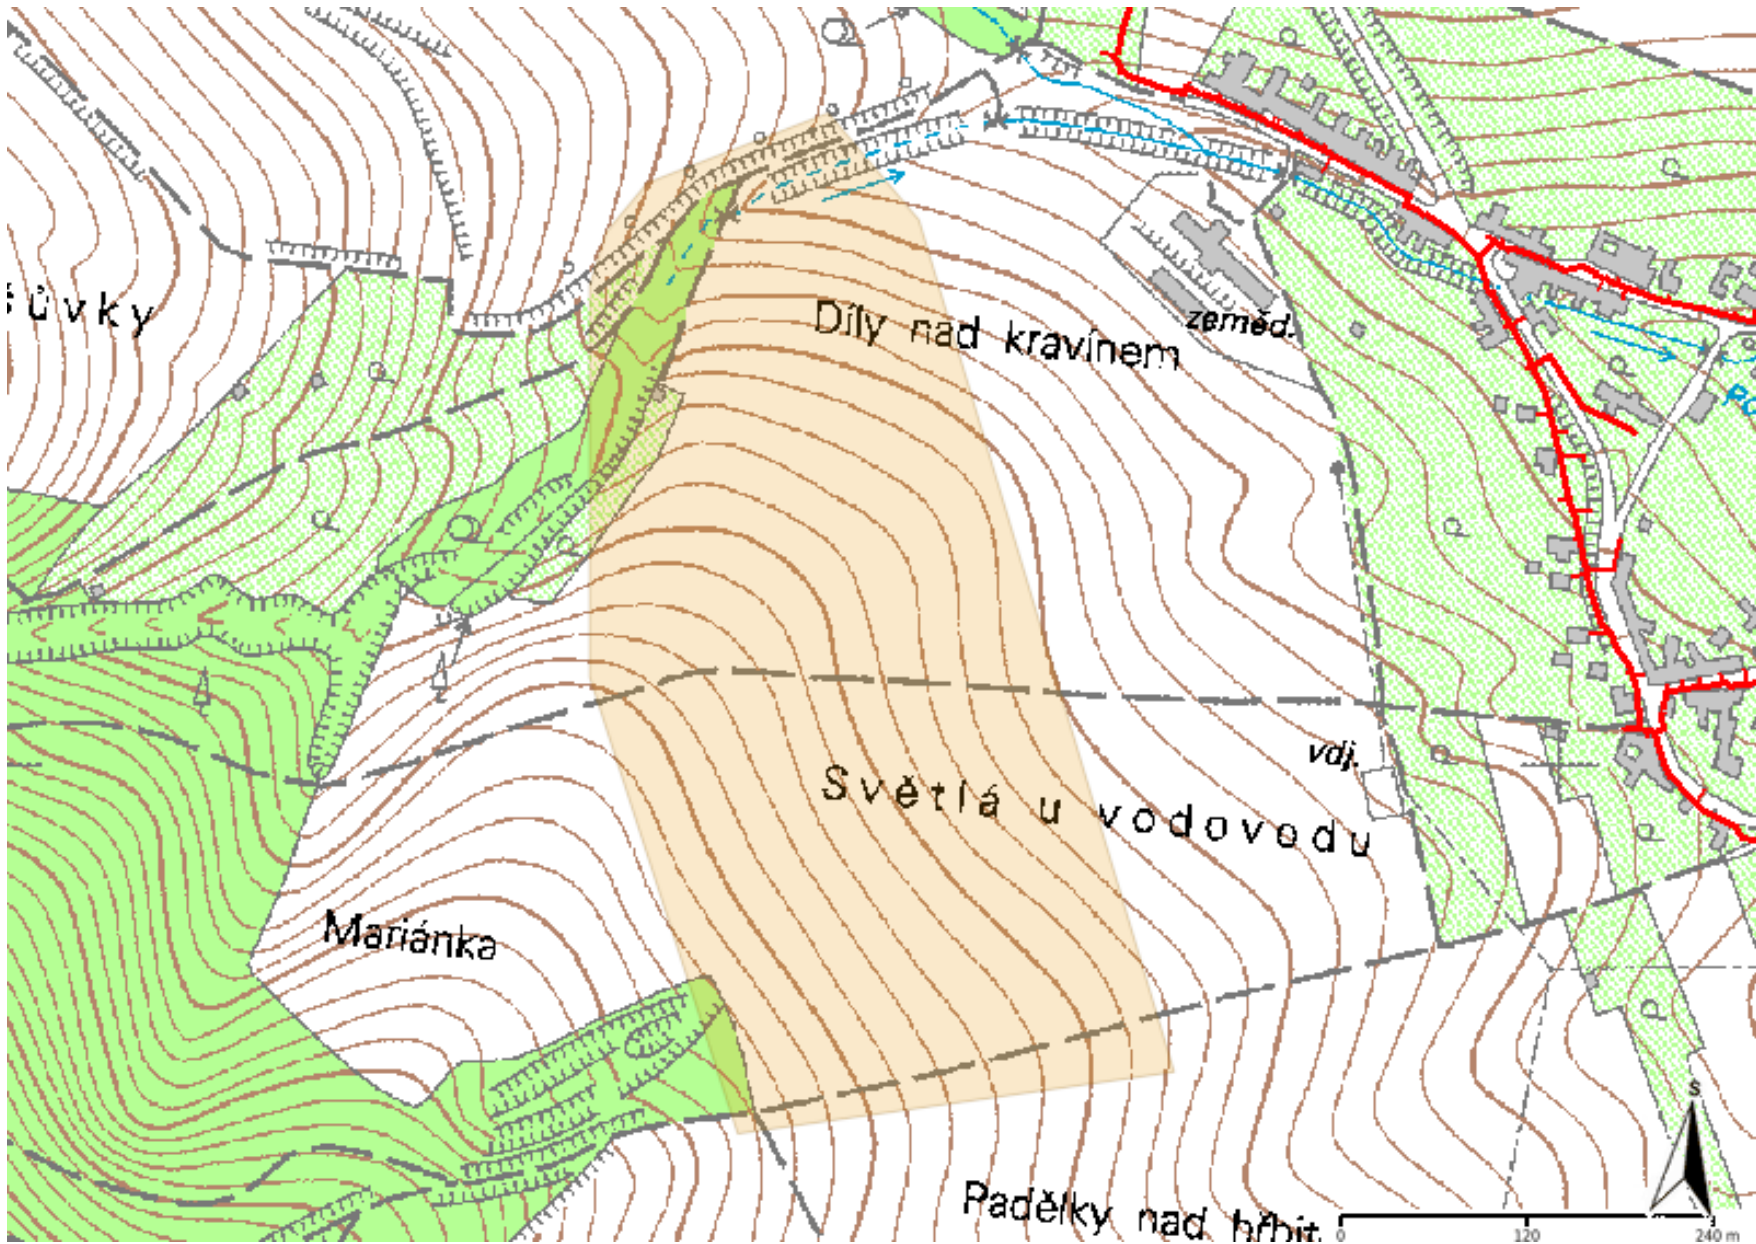 ůvky
Díly nad kravínem
zeměd.
vdj.
Světlá u vodovodu
Mariánka
S
Padělky nad hřbit.
0 120 240 m